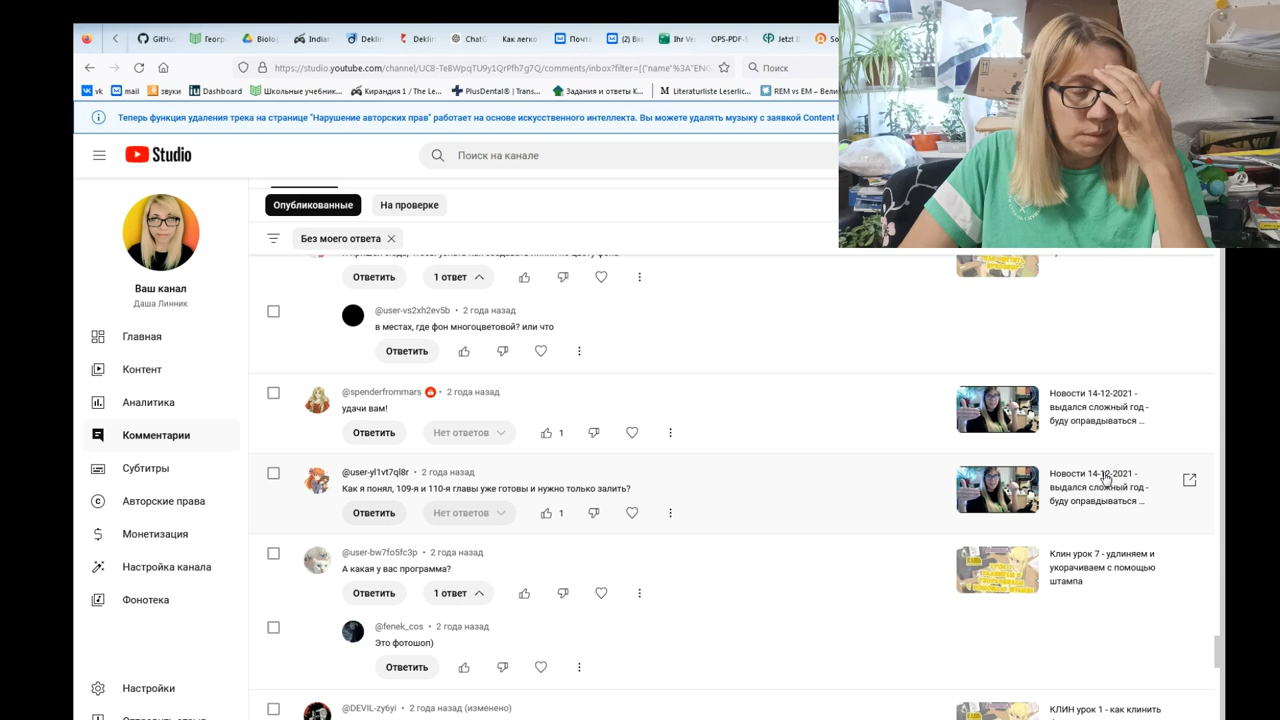 GitHu
Геогр
Биоло
Indian
Deklin
Deklin
ChatG
Как легко
Почта
(2) Вх
Ihr Ve
OPS-PDF-S
Jetzt
So
https://studio.youtube.com/channel/UC8-TeBWpqTU9y1QrPfh7g7Q/comments/inbox?filter=[{"name"%3A"ENG
Поиск
vk
mail
звуки
Dashboard
Школьные учебник...
Кирандия 1 / The Le...
PlusDental® | Trans...
Задания и ответы К...
Literaturliste Leserlic...
REM vs EM — Вели
Теперь функция удаления трека на странице "Нарушение авторских прав" работает на основе искусственного интеллекта. Вы можете удалять музыку с заявкой Content I
Studio
Поиск на канале
Опубликованные
На проверке
Без моего ответа
Ваш канал
Даша Линник
Главная
Контент
Аналитика
Комментарии
Субтитры
Авторские права
Монетизация
Настройка канала
Фонотека
Настройки
Отправить отзыв
Ответить
1 ответ
@user-vs2xh2ev5b • 2 года назад
в местах, где фон многоцветовой? или что
Ответить
@spenderfrommars • 2 года назад
удачи вам!
Ответить
Нет ответов
1
Новости 14-12-2021 -
выдался сложный год -
буду оправдываться ...
@user-yl1vt7ql8r • 2 года назад
Как я понял, 109-я и 110-я главы уже готовы и нужно только залить?
Ответить
Нет ответов
1
Новости 14-12-2021 -
выдался сложный год -
буду оправдываться ...
@user-bw7fo5fc3p • 2 года назад
А какая у вас программа?
Ответить
1 ответ
Клин урок 7 - удлиняем и
укорачиваем с помощью
штампа
@fenek_cos • 2 года назад
Это фотошоп)
Ответить
@DEVIL-zy6yi • 2 года назад (изменено)
КЛИН урок 1 - как клинить